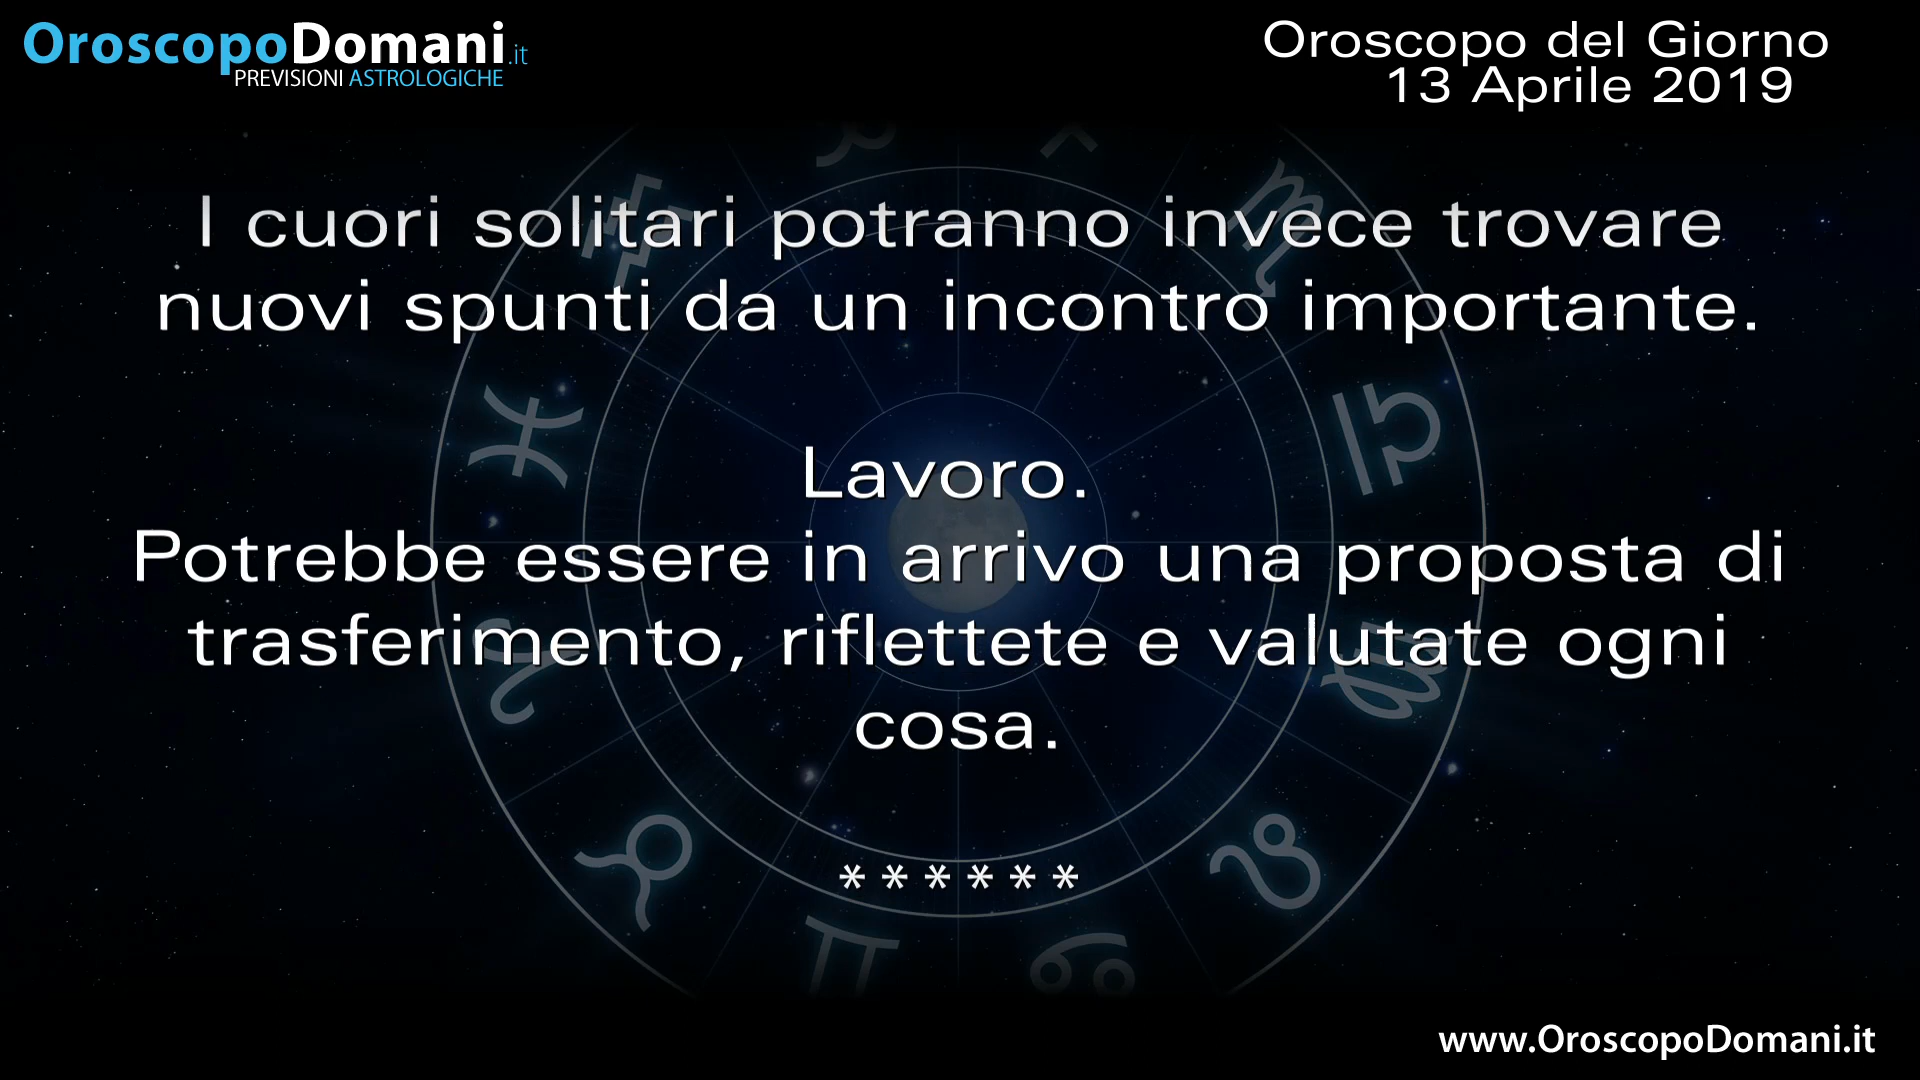 OroscopoDomani.it
PREVISIONI ASTROLOGICHE
Oroscopo del Giorno
13 Aprile 2019
I cuori solitari potranno invece trovare
nuovi spunti da un incontro importante.
Lavoro.
Potrebbe essere in arrivo una proposta di
trasferimento, riflettete e valutate ogni
cosa.
******
www.OroscopoDomani.it